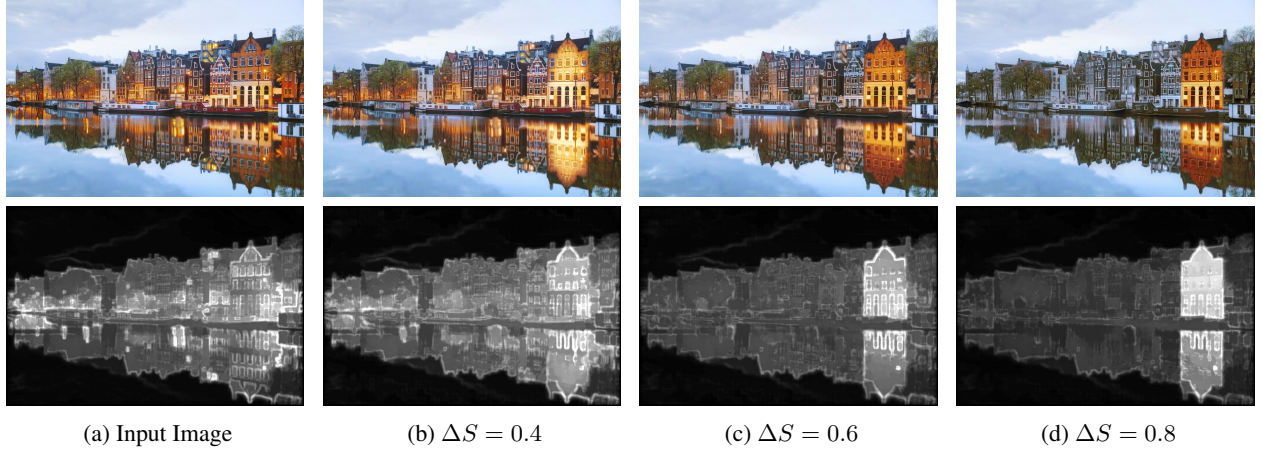 (a) Input Image
(b) ΔS = 0.4
(c) ΔS = 0.6
(d) ΔS = 0.8